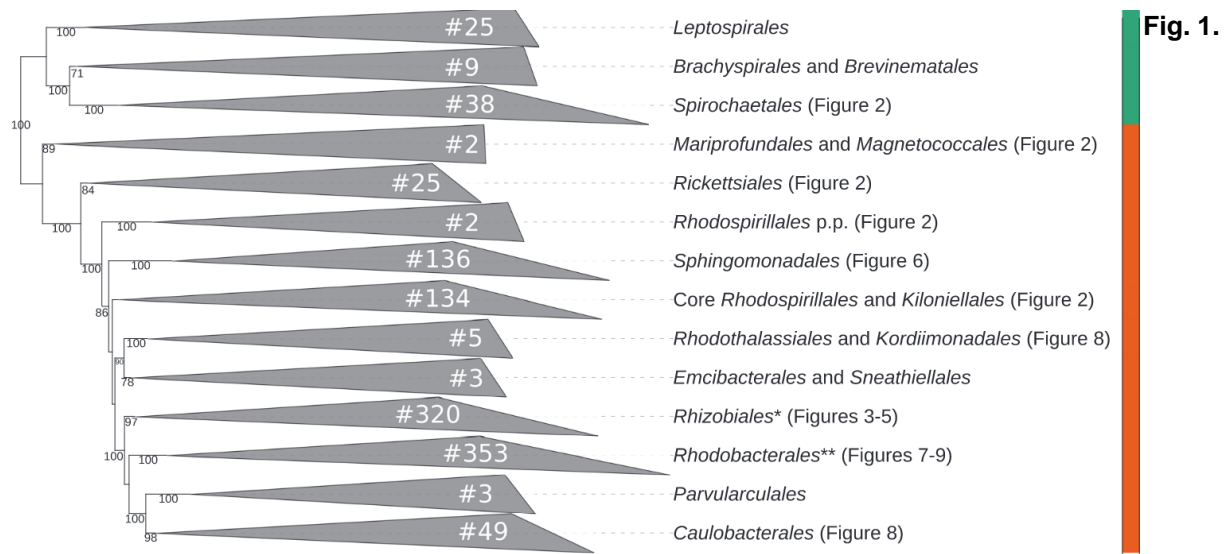 Fig. 1.
100 #25 Leptospirales
71 #9 Brachyspirales and Brevinematales
100
100 #38 Spirochaetales (Figure 2)
100
89 #2 Mariprofundales and Magnetococcales (Figure 2)
84 #25 Rickettsiales (Figure 2)
100
100 #2 Rhodospirillales p.p. (Figure 2)
100
100 #136 Sphingomonadales (Figure 6)
86 #134 Core Rhodospirillales and Kiloniellales (Figure 2)
100 #5 Rhodothalassiales and Kordiimonadales (Figure 8)
90
78 #3 Emcibacterales and Sneathiellales
97 #320 Rhizobiales* (Figures 3-5)
100
100 #353 Rhodobacterales** (Figures 7-9)
100 #3 Parvularculales
100
98 #49 Caulobacterales (Figure 8)